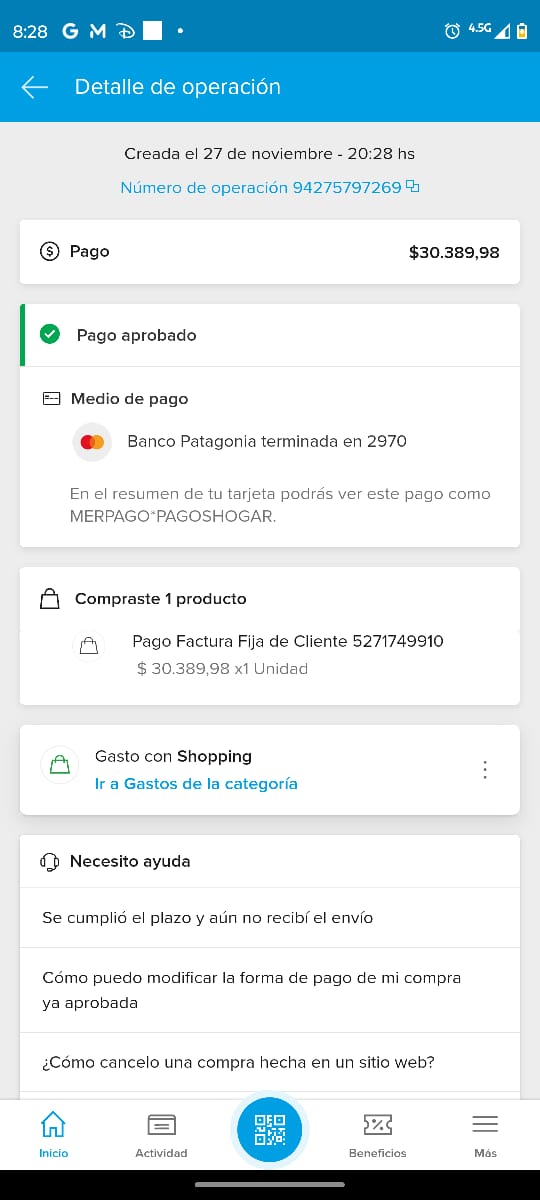 8:28
4.5G
Detalle de operación
Creada el 27 de noviembre - 20:28 hs
Número de operación 94275797269
Pago $30.389,98
Pago aprobado
Medio de pago
Banco Patagonia terminada en 2970
En el resumen de tu tarjeta podrás ver este pago como
MERPAGO*PAGOSHOGAR.
Compraste 1 producto
Pago Factura Fija de Cliente 5271749910
$ 30.389,98 x1 Unidad
Gasto con Shopping
Ir a Gastos de la categoría
Necesito ayuda
Se cumplió el plazo y aún no recibí el envío
Cómo puedo modificar la forma de pago de mi compra
ya aprobada
¿Cómo cancelo una compra hecha en un sitio web?
Inicio Actividad Beneficios Más